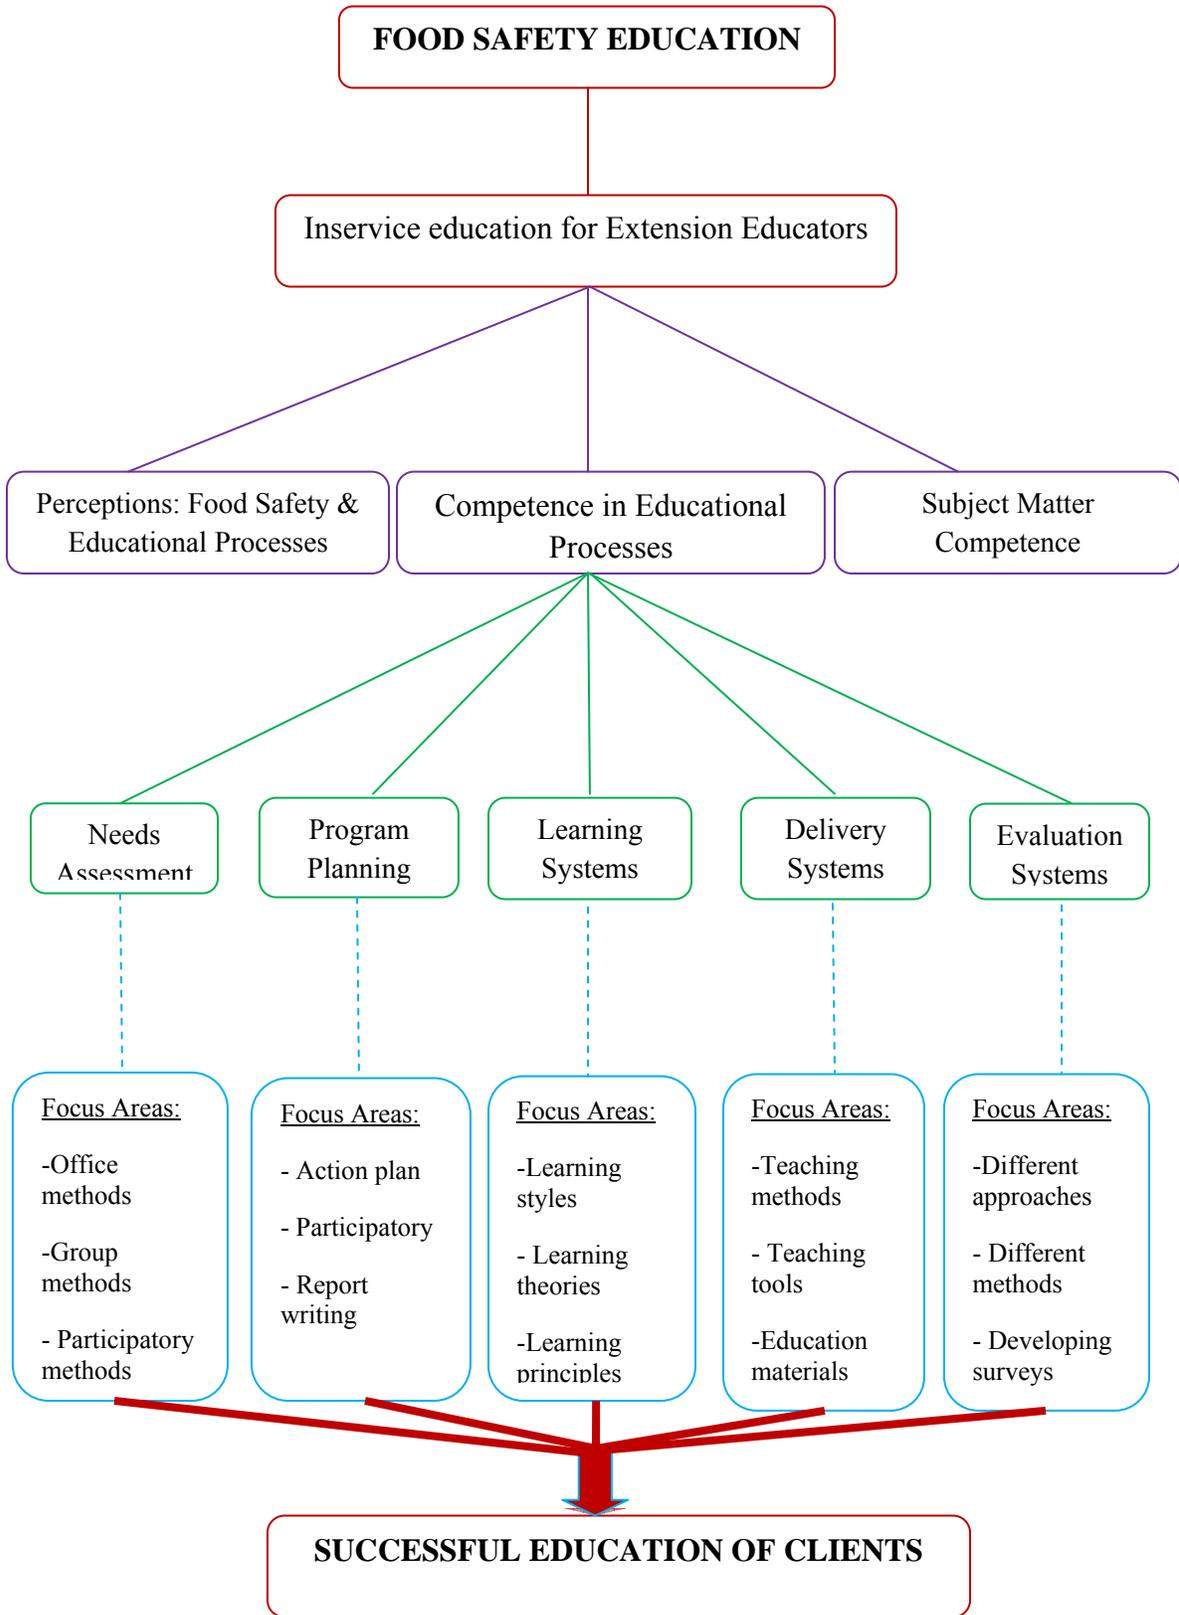 FOOD SAFETY EDUCATION
Inservice education for Extension Educators
Perceptions: Food Safety &
Educational Processes
Competence in Educational
Processes
Subject Matter
Competence
Needs
Assessment
Program
Planning
Learning
Systems
Delivery
Systems
Evaluation
Systems
Focus Areas:
-Office
methods
-Group
methods
- Participatory
methods
Focus Areas:
- Action plan
- Participatory
- Report
writing
Focus Areas:
-Learning
styles
- Learning
theories
-Learning
principles
Focus Areas:
-Teaching
methods
- Teaching
tools
-Education
materials
Focus Areas:
-Different
approaches
- Different
methods
- Developing
surveys
SUCCESSFUL EDUCATION OF CLIENTS